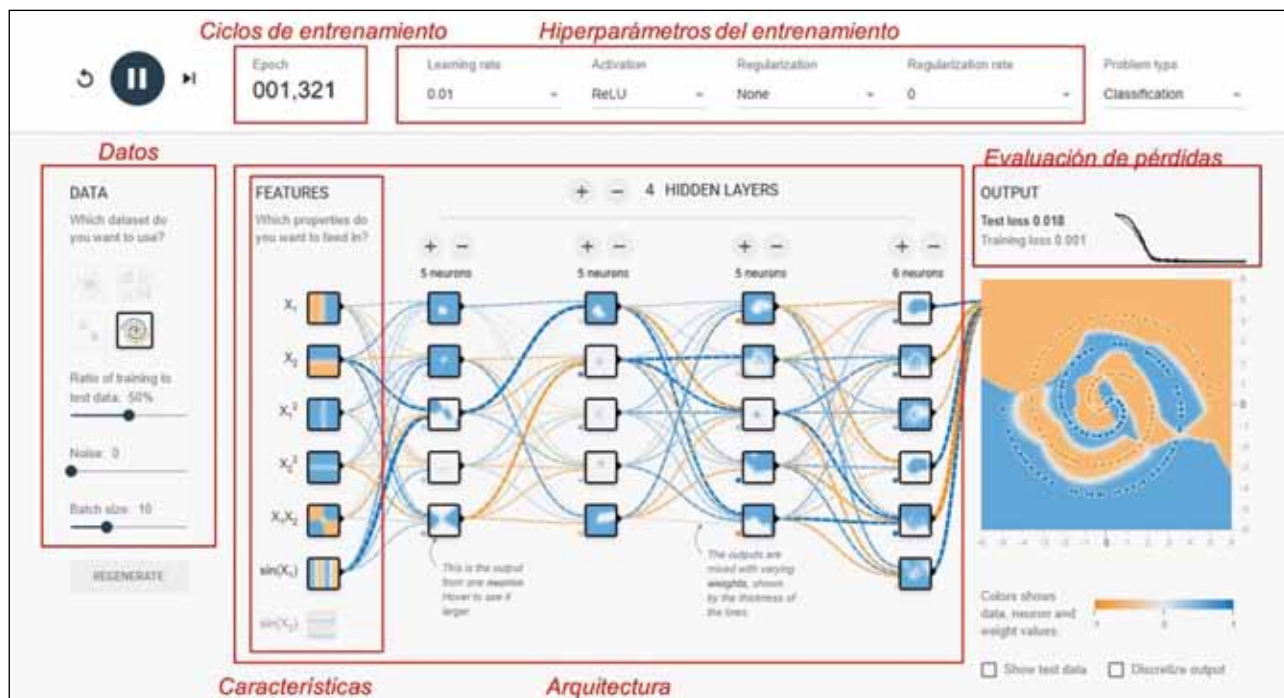 Ciclos de entrenamiento
Hiperparámetros del entrenamiento
Epoch
001,321
Learning rate
0.01
Activation
ReLU
Regularization
None
Regularization rate
0
Problem type
Classification
Datos
DATA
Which dataset do
you want to use?
Ratio of training to
test data: 50%
Noise: 0
Batch size: 10
REGENERATE
FEATURES
Which properties do
you want to feed in?
X₁
X₂
X₁²
X₂²
X₁X₂
sin(X₁)
sin(X₂)
Características
+ − 4 HIDDEN LAYERS
+ −
5 neurons
+ −
5 neurons
+ −
5 neurons
+ −
6 neurons
This is the output
from one neuron.
Hover to see it
larger.
The outputs are
mixed with varying
weights, shown
by the thickness of
the lines.
Arquitectura
Evaluación de pérdidas
OUTPUT
Test loss 0.018
Training loss 0.001
Colors shows
data, neuron and
weight values.
Show test data
Discretize output